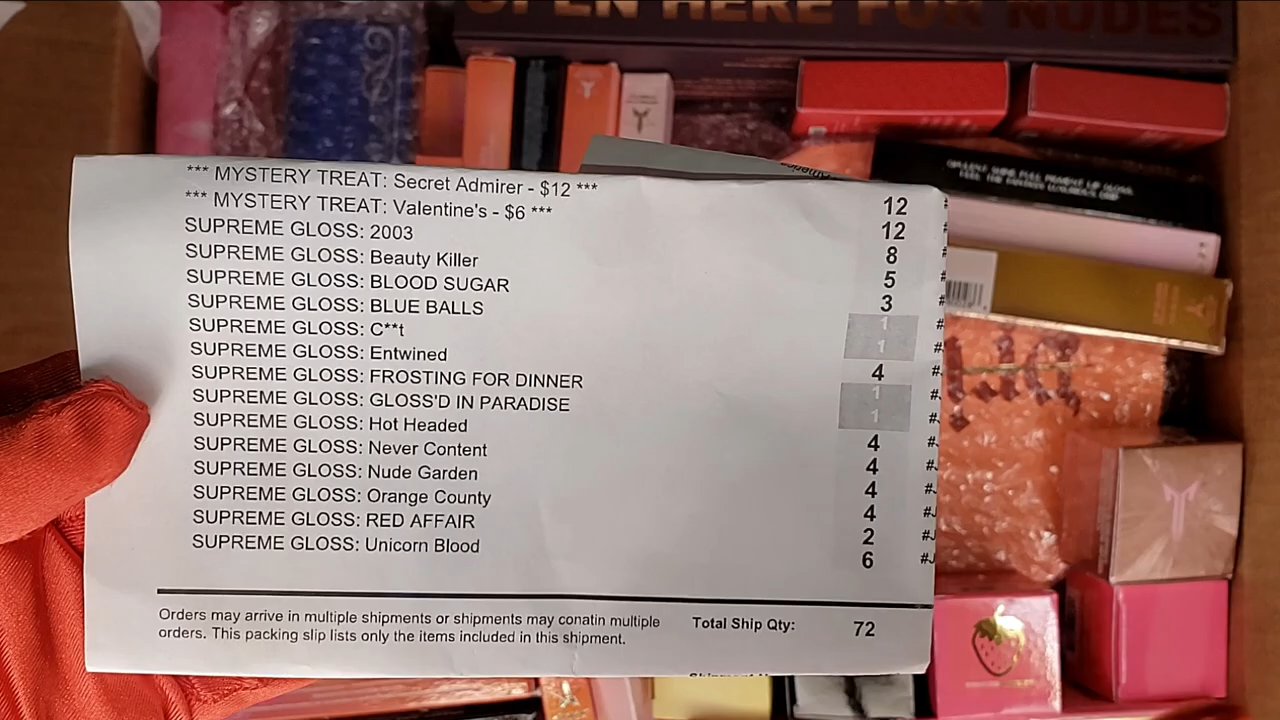 OPEN HERE FOR NUDES
*** MYSTERY TREAT: Secret Admirer - $12 *** 12
*** MYSTERY TREAT: Valentine's - $6 *** 12
SUPREME GLOSS: 2003 8
SUPREME GLOSS: Beauty Killer 5
SUPREME GLOSS: BLOOD SUGAR 3
SUPREME GLOSS: BLUE BALLS 1
SUPREME GLOSS: C**t 1
SUPREME GLOSS: Entwined 4
SUPREME GLOSS: FROSTING FOR DINNER 1
SUPREME GLOSS: GLOSS'D IN PARADISE 1
SUPREME GLOSS: Hot Headed 4
SUPREME GLOSS: Never Content 4
SUPREME GLOSS: Nude Garden 4
SUPREME GLOSS: Orange County 4
SUPREME GLOSS: RED AFFAIR 2
SUPREME GLOSS: Unicorn Blood 6
Orders may arrive in multiple shipments or shipments may conatin multiple
orders. This packing slip lists only the items included in this shipment.
Total Ship Qty: 72